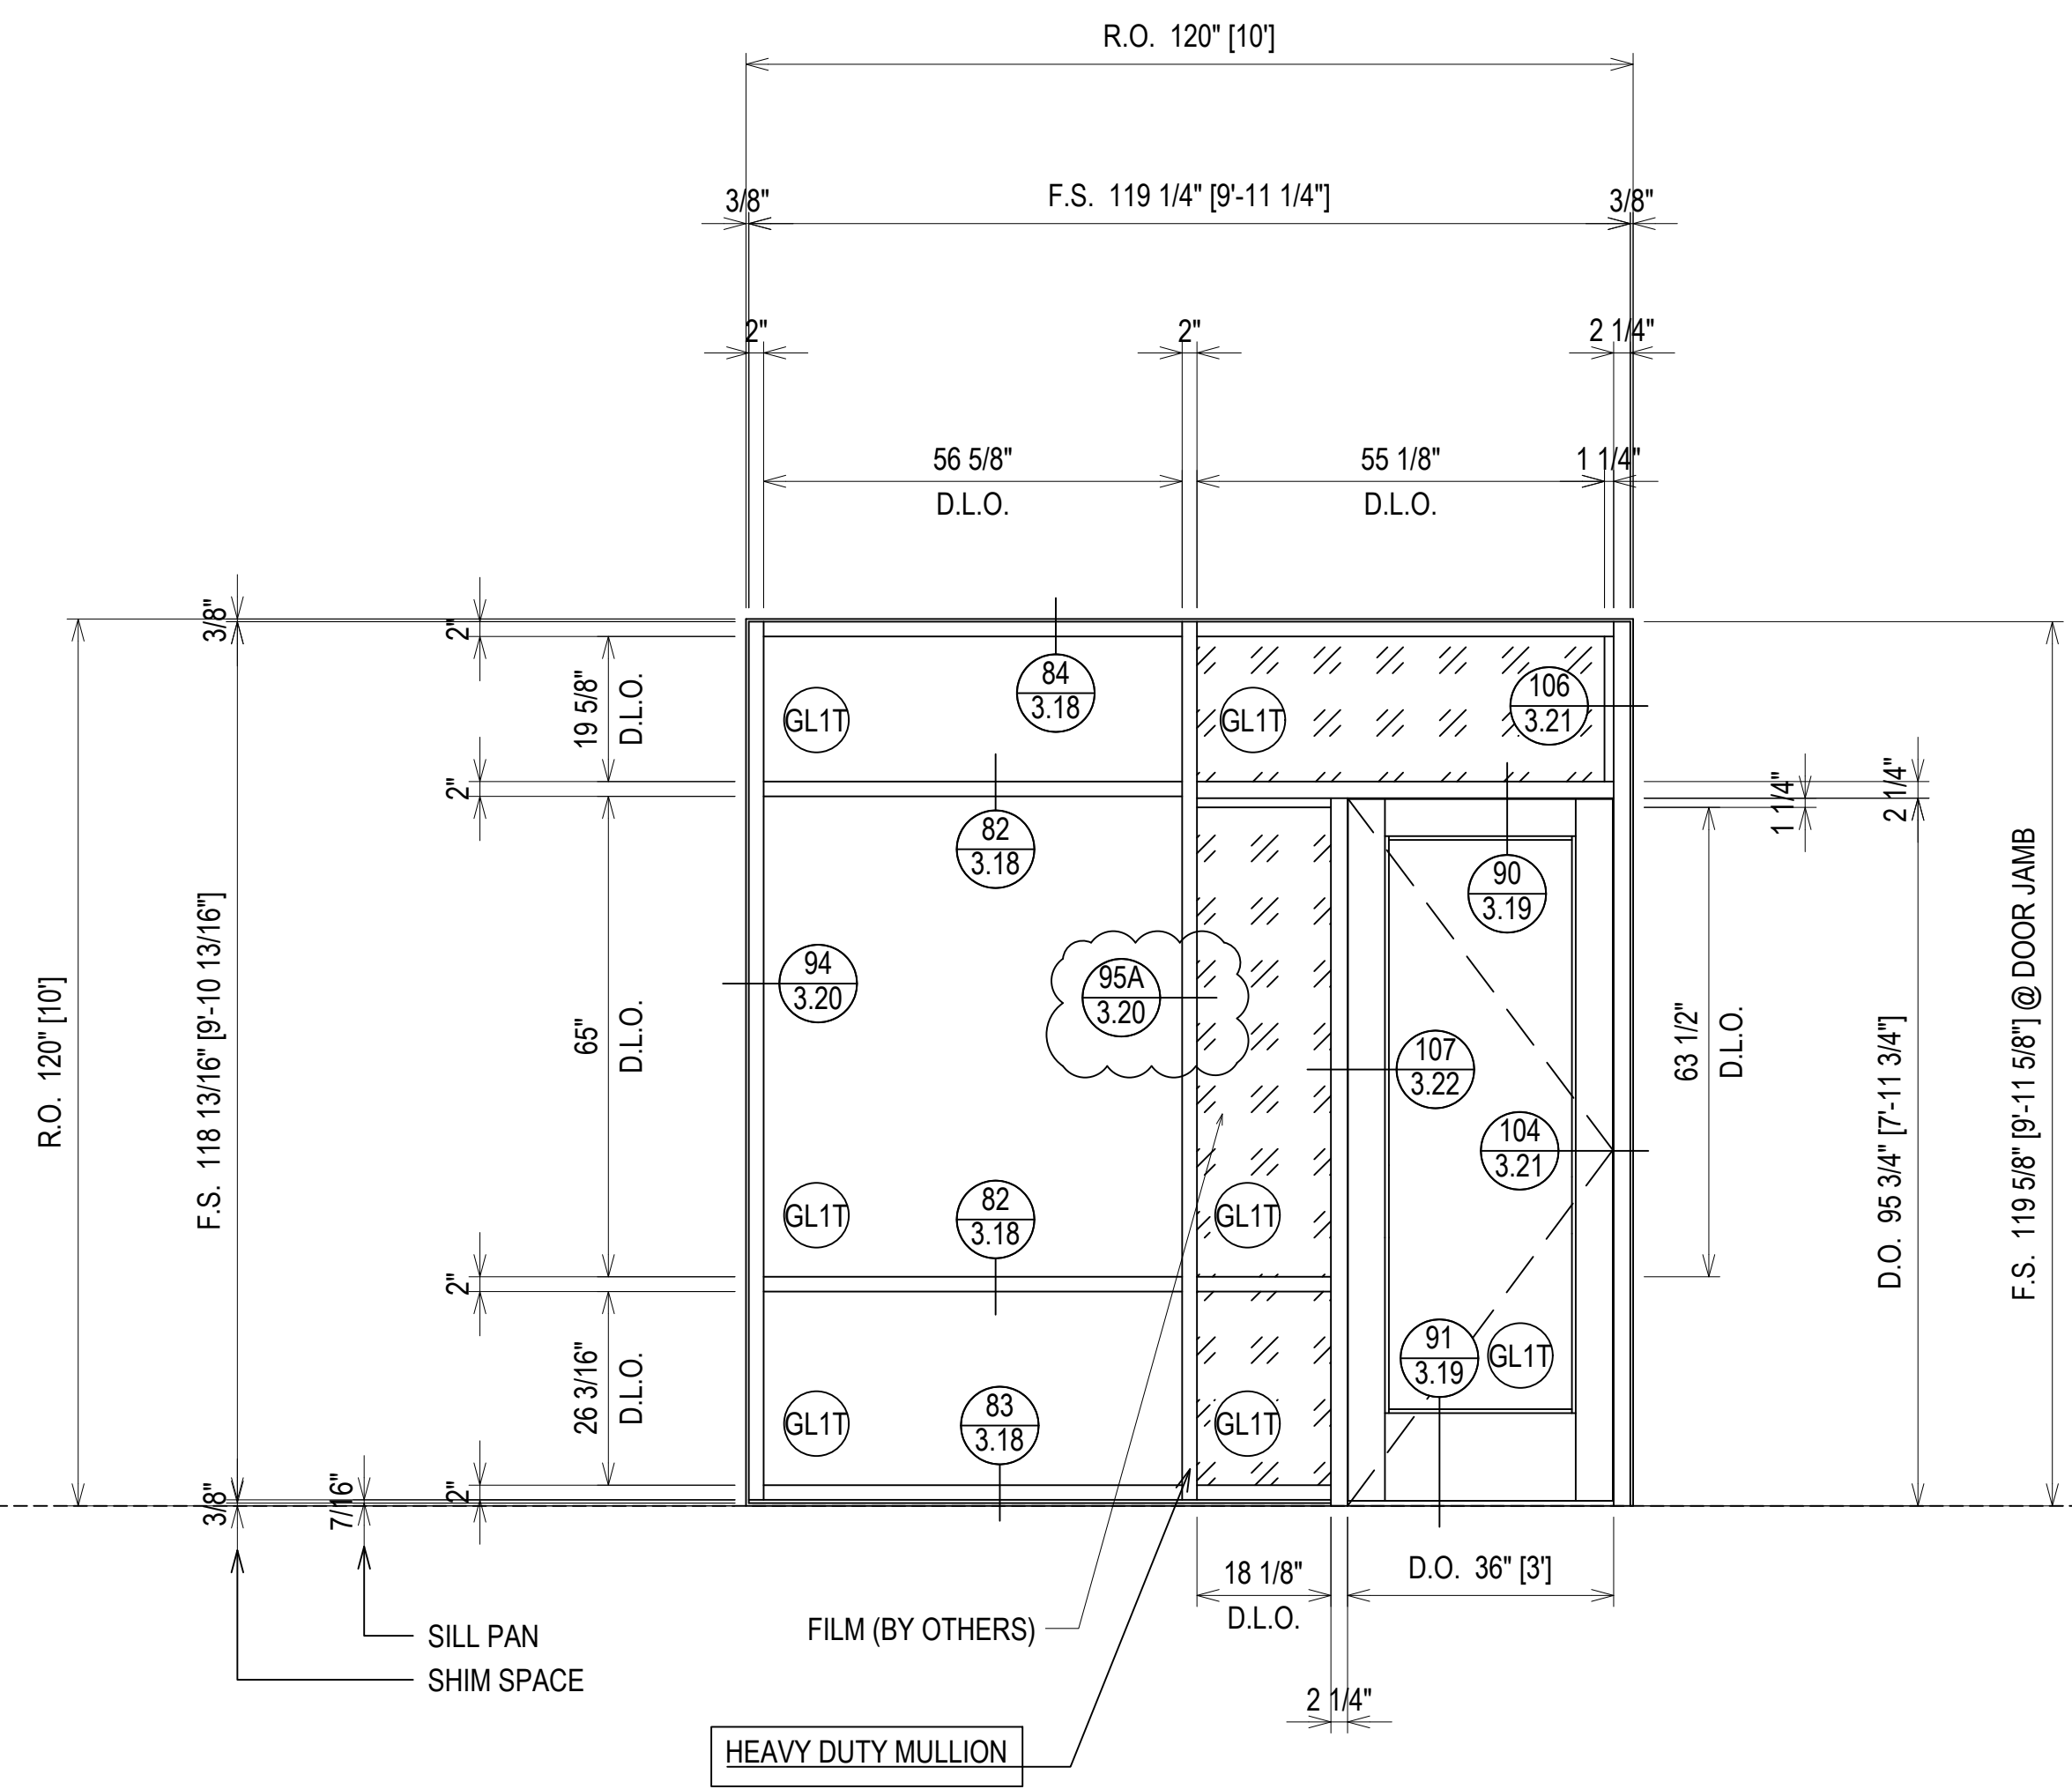 R.O. 120" [10']
3/8"
F.S. 119 1/4" [9'-11 1/4"]
3/8"
2"
2"
2 1/4"
56 5/8"
D.L.O.
55 1/8"
D.L.O.
1 1/4"
R.O. 120" [10']
3/8"
F.S. 118 13/16" [9'-10 13/16"]
3/8"
7/16"
2"
19 5/8"
D.L.O.
2"
65"
D.L.O.
2"
26 3/16"
D.L.O.
2"
GL1T
84
3.18
GL1T
106
3.21
82
3.18
90
3.19
94
3.20
95A
3.20
107
3.22
104
3.21
GL1T
82
3.18
GL1T
91
3.19
GL1T
GL1T
83
3.18
GL1T
1 1/4"
2 1/4"
63 1/2"
D.L.O.
D.O. 95 3/4" [7'-11 3/4"]
F.S. 119 5/8" [9'-11 5/8"] @ DOOR JAMB
18 1/8"
D.L.O.
D.O. 36" [3']
2 1/4"
SILL PAN
SHIM SPACE
FILM (BY OTHERS)
HEAVY DUTY MULLION